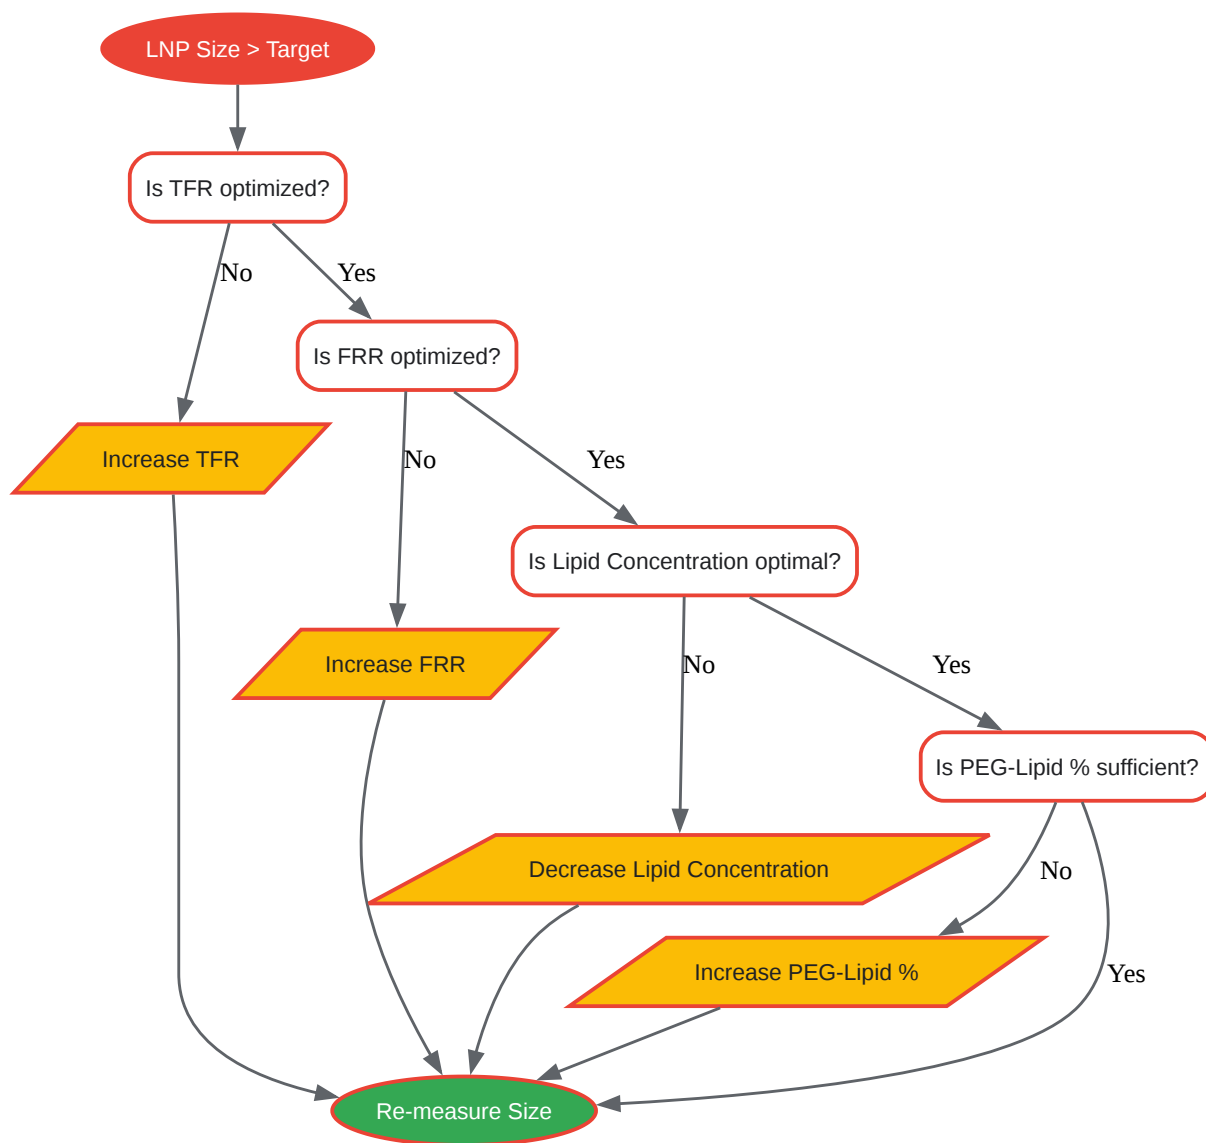 LNP Size > Target
Is TFR optimized?
No
Yes
Is FRR optimized?
Increase TFR
No
Yes
Is Lipid Concentration optimal?
Increase FRR
No
Yes
Is PEG-Lipid % sufficient?
Decrease Lipid Concentration
No
Increase PEG-Lipid %
Yes
Re-measure Size